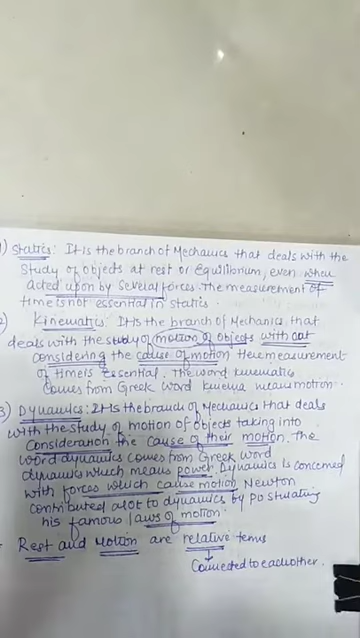 1) Statics: It is the branch of Mechanics that deals with the
study of objects at rest or Equilibrium, even when
acted upon by several forces. The measurement of
time is not essential in statics.
2) Kinematics: It is the branch of Mechanics that
deals with the study of motion of objects with out
considering the cause of motion Here measurement
of time is essential. The word kinematics
comes from Greek word kinema means motion.
3) Dynamics: It is the branch of Mechanics that deals
with the study of motion of objects taking into
consideration the cause of their motion. The
word dynamics comes from Greek word
dynamics which means power. Dynamics is concerned
with forces which cause motion Newton
contributed alot to dynamics by postulating
his famous laws of motion.
Rest and Motion are relative terms
Connected to each other.